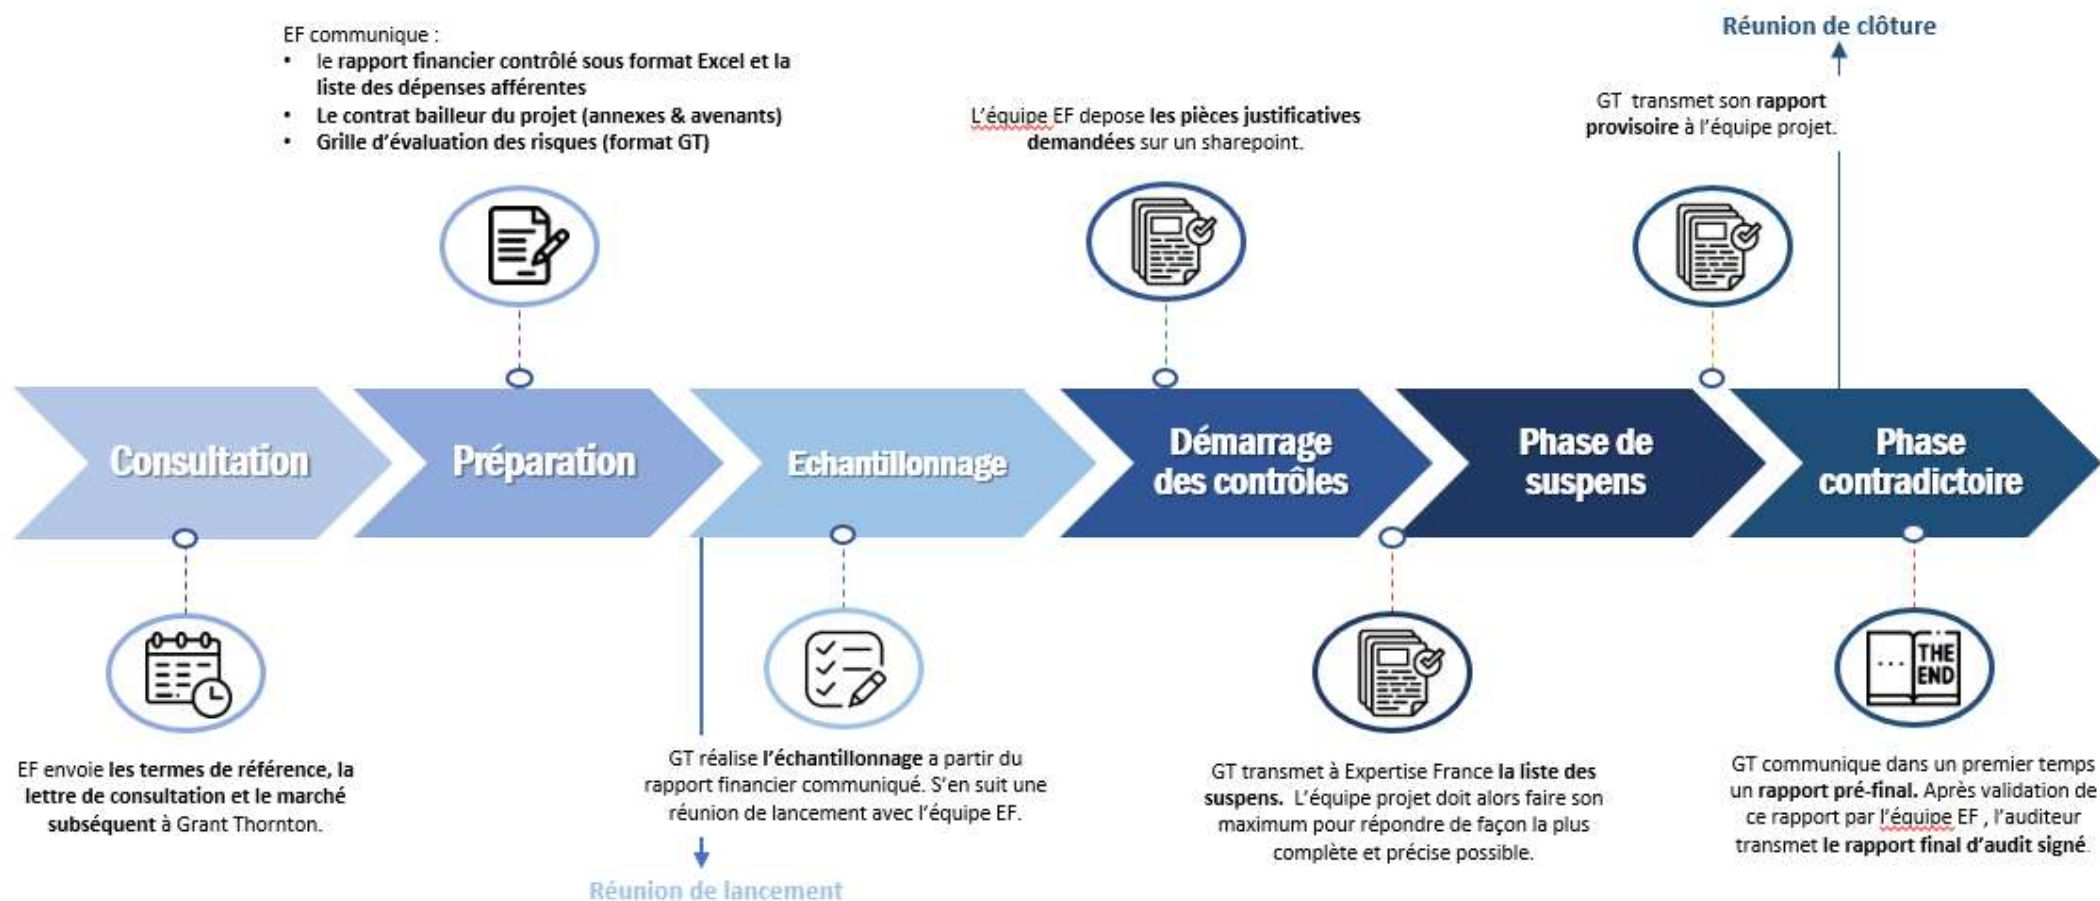 EF communique :
• le rapport financier contrôlé sous format Excel et la
liste des dépenses afférentes
• Le contrat bailleur du projet (annexes & avenants)
• Grille d'évaluation des risques (format GT)
L'équipe EF depose les pièces justificatives
demandées sur un sharepoint.
Réunion de clôture
GT transmet son rapport
provisoire à l'équipe projet.
Consultation
Préparation
Echantillonnage
Démarrage
des contrôles
Phase de
suspens
Phase
contradictoire
EF envoie les termes de référence, la
lettre de consultation et le marché
subséquent à Grant Thornton.
GT réalise l'échantillonnage a partir du
rapport financier communiqué. S'en suit une
réunion de lancement avec l'équipe EF.
Réunion de lancement
GT transmet à Expertise France la liste des
suspens. L'équipe projet doit alors faire son
maximum pour répondre de façon la plus
complète et précise possible.
... THE
END
GT communique dans un premier temps
un rapport pré-final. Après validation de
ce rapport par l'équipe EF , l'auditeur
transmet le rapport final d'audit signé.